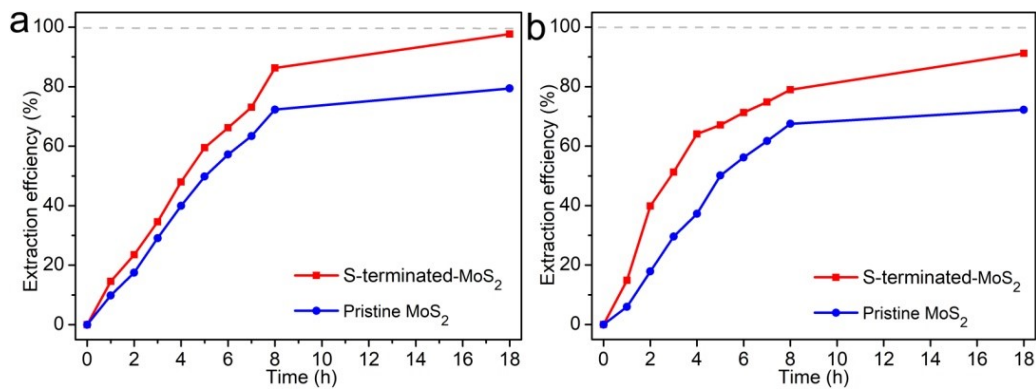 a
Extraction effciency (%)
100
80
60
40
20
0
S-terminated-MoS2
Pristine MoS2
0 2 4 6 8 10 12 14 16 18
Time (h)
b
Extraction effciency (%)
100
80
60
40
20
0
S-terminated-MoS2
Pristine MoS2
0 2 4 6 8 10 12 14 16 18
Time (h)